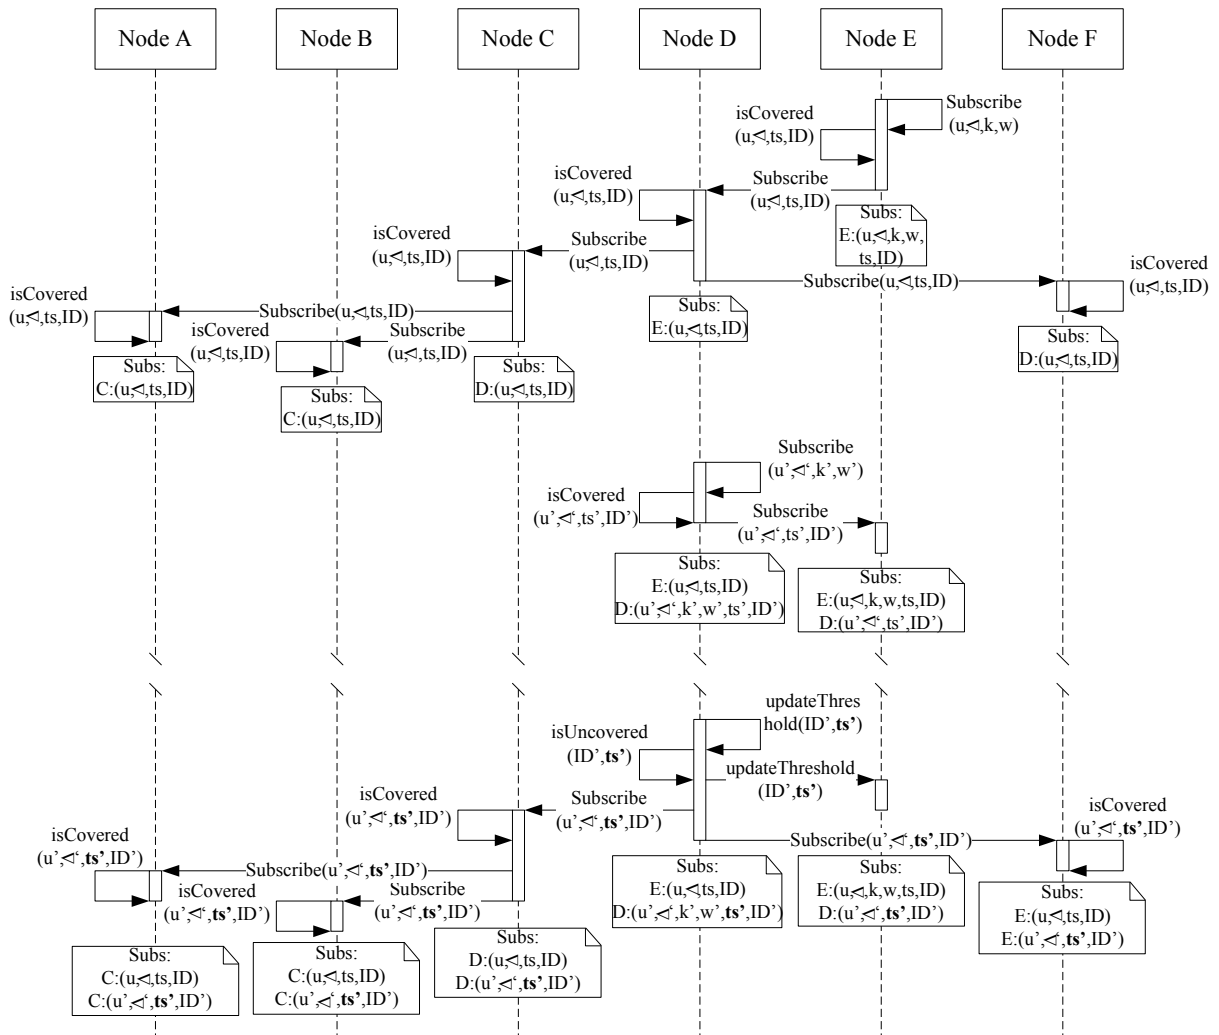 Node A
Node B
Node C
Node D
Node E
Node F
Subscribe
(u,⋖,k,w)
isCovered
(u,⋖,ts,ID)
Subscribe
(u,⋖,ts,ID)
isCovered
(u,⋖,ts,ID)
Subs:
E:(u,⋖,k,w,
ts,ID)
Subscribe
(u,⋖,ts,ID)
isCovered
(u,⋖,ts,ID)
Subscribe(u,⋖,ts,ID)
isCovered
(u,⋖,ts,ID)
Subs:
E:(u,⋖,ts,ID)
Subscribe(u,⋖,ts,ID)
isCovered
(u,⋖,ts,ID)
Subscribe
(u,⋖,ts,ID)
isCovered
(u,⋖,ts,ID)
Subs:
C:(u,⋖,ts,ID)
Subs:
C:(u,⋖,ts,ID)
Subs:
D:(u,⋖,ts,ID)
Subs:
D:(u,⋖,ts,ID)
Subscribe
(u’,⋖‘,k’,w’)
isCovered
(u’,⋖‘,ts’,ID’)
Subscribe
(u’,⋖‘,ts’,ID’)
Subs:
E:(u,⋖,ts,ID)
D:(u’,⋖‘,k’,w’,ts’,ID’)
Subs:
E:(u,⋖,k,w,ts,ID)
D:(u’,⋖‘,ts’,ID’)
updateThres
hold(ID’,ts’)
isUncovered
(ID’,ts’)
updateThreshold
(ID’,ts’)
Subscribe
(u’,⋖‘,ts’,ID’)
isCovered
(u’,⋖‘,ts’,ID’)
Subscribe(u’,⋖‘,ts’,ID’)
isCovered
(u’,⋖‘,ts’,ID’)
Subscribe(u’,⋖‘,ts’,ID’)
isCovered
(u’,⋖‘,ts’,ID’)
Subscribe
(u’,⋖‘,ts’,ID’)
isCovered
(u’,⋖‘,ts’,ID’)
Subs:
C:(u,⋖,ts,ID)
C:(u’,⋖‘,ts’,ID’)
Subs:
C:(u,⋖,ts,ID)
C:(u’,⋖‘,ts’,ID’)
Subs:
D:(u,⋖,ts,ID)
D:(u’,⋖‘,ts’,ID’)
Subs:
E:(u,⋖,ts,ID)
D:(u’,⋖‘,k’,w’,ts’,ID’)
Subs:
E:(u,⋖,k,w,ts,ID)
D:(u’,⋖‘,ts’,ID’)
Subs:
E:(u,⋖,ts,ID)
E:(u’,⋖‘,ts’,ID’)